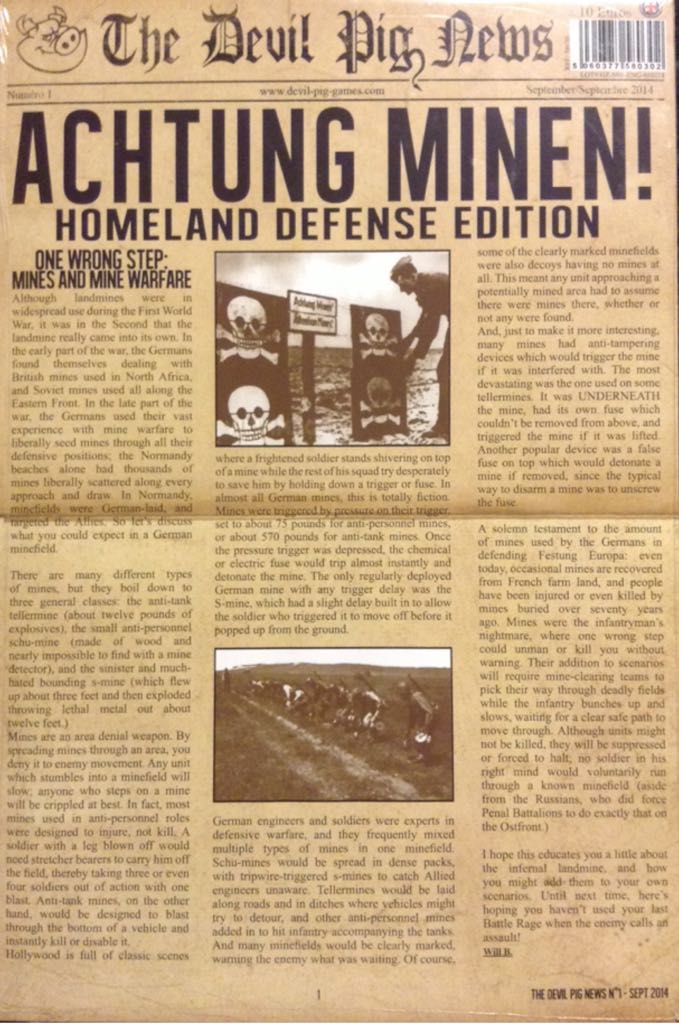 The Devil Pig News
10 Euros
5 060377 580302
Numéro 1
www.devil-pig-games.com
September/Septembre 2014
ACHTUNG MINEN!
HOMELAND DEFENSE EDITION
ONE WRONG STEP:
MINES AND MINE WARFARE
Although landmines were in
widespread use during the First World
War, it was in the Second that the
landmine really came into its own. In
the early part of the war, the Germans
found themselves dealing with
British mines used in North Africa,
and Soviet mines used all along the
Eastern Front. In the late part of the
war, the Germans used their vast
experience with mine warfare to
liberally seed mines through all their
defensive positions; the Normandy
beaches alone had thousands of
mines liberally scattered along every
approach and draw. In Normandy,
minefields were German-laid, and
targeted the Allies. So let's discuss
what you could expect in a German
minefield.
There are many different types
of mines, but they boil down to
three general classes: the anti-tank
tellermine (about twelve pounds of
explosives), the small anti-personnel
schu-mine (made of wood and
nearly impossible to find with a mine
detector), and the sinister and much-
hated bounding s-mine (which flew
up about three feet and then exploded
throwing lethal metal out about
twelve feet.)
Mines are an area denial weapon. By
spreading mines through an area, you
deny it to enemy movement. Any unit
which stumbles into a minefield will
slow; anyone who steps on a mine
will be crippled at best. In fact, most
mines used in anti-personnel roles
were designed to injure, not kill. A
soldier with a leg blown off would
need stretcher bearers to carry him off
the field, thereby taking three or even
four soldiers out of action with one
blast. Anti-tank mines, on the other
hand, would be designed to blast
through the bottom of a vehicle and
instantly kill or disable it.
Hollywood is full of classic scenes
Achtung Minen!
Attention Mines!
where a frightened soldier stands shivering on top
of a mine while the rest of his squad try desperately
to save him by holding down a trigger or fuse. In
almost all German mines, this is totally fiction.
Mines were triggered by pressure on their trigger,
set to about 75 pounds for anti-personnel mines,
or about 570 pounds for anti-tank mines. Once
the pressure trigger was depressed, the chemical
or electric fuse would trip almost instantly and
detonate the mine. The only regularly deployed
German mine with any trigger delay was the
S-mine, which had a slight delay built in to allow
the soldier who triggered it to move off before it
popped up from the ground.
German engineers and soldiers were experts in
defensive warfare, and they frequently mixed
multiple types of mines in one minefield.
Schu-mines would be spread in dense packs,
with tripwire-triggered s-mines to catch Allied
engineers unaware. Tellermines would be laid
along roads and in ditches where vehicles might
try to detour, and other anti-personnel mines
added in to hit infantry accompanying the tanks.
And many minefields would be clearly marked,
warning the enemy what was waiting. Of course,
some of the clearly marked minefields
were also decoys having no mines at
all. This meant any unit approaching a
potentially mined area had to assume
there were mines there, whether or
not any were found.
And, just to make it more interesting,
many mines had anti-tampering
devices which would trigger the mine
if it was interfered with. The most
devastating was the one used on some
tellermines. It was UNDERNEATH
the mine, had its own fuse which
couldn't be removed from above, and
triggered the mine if it was lifted.
Another popular device was a false
fuse on top which would detonate a
mine if removed, since the typical
way to disarm a mine was to unscrew
the fuse.
A solemn testament to the amount
of mines used by the Germans in
defending Festung Europa: even
today, occasional mines are recovered
from French farm land, and people
have been injured or even killed by
mines buried over seventy years
ago. Mines were the infantryman's
nightmare, where one wrong step
could unman or kill you without
warning. Their addition to scenarios
will require mine-clearing teams to
pick their way through deadly fields
while the infantry bunches up and
slows, waiting for a clear safe path to
move through. Although units might
not be killed, they will be suppressed
or forced to halt; no soldier in his
right mind would voluntarily run
through a known minefield (aside
from the Russians, who did force
Penal Battalions to do exactly that on
the Ostfront.)
I hope this educates you a little about
the infernal landmine, and how
you might add them to your own
scenarios. Until next time, here's
hoping you haven't used your last
Battle Rage when the enemy calls an
assault!
Will B.
1
THE DEVIL PIG NEWS N°1 - SEPT 2014